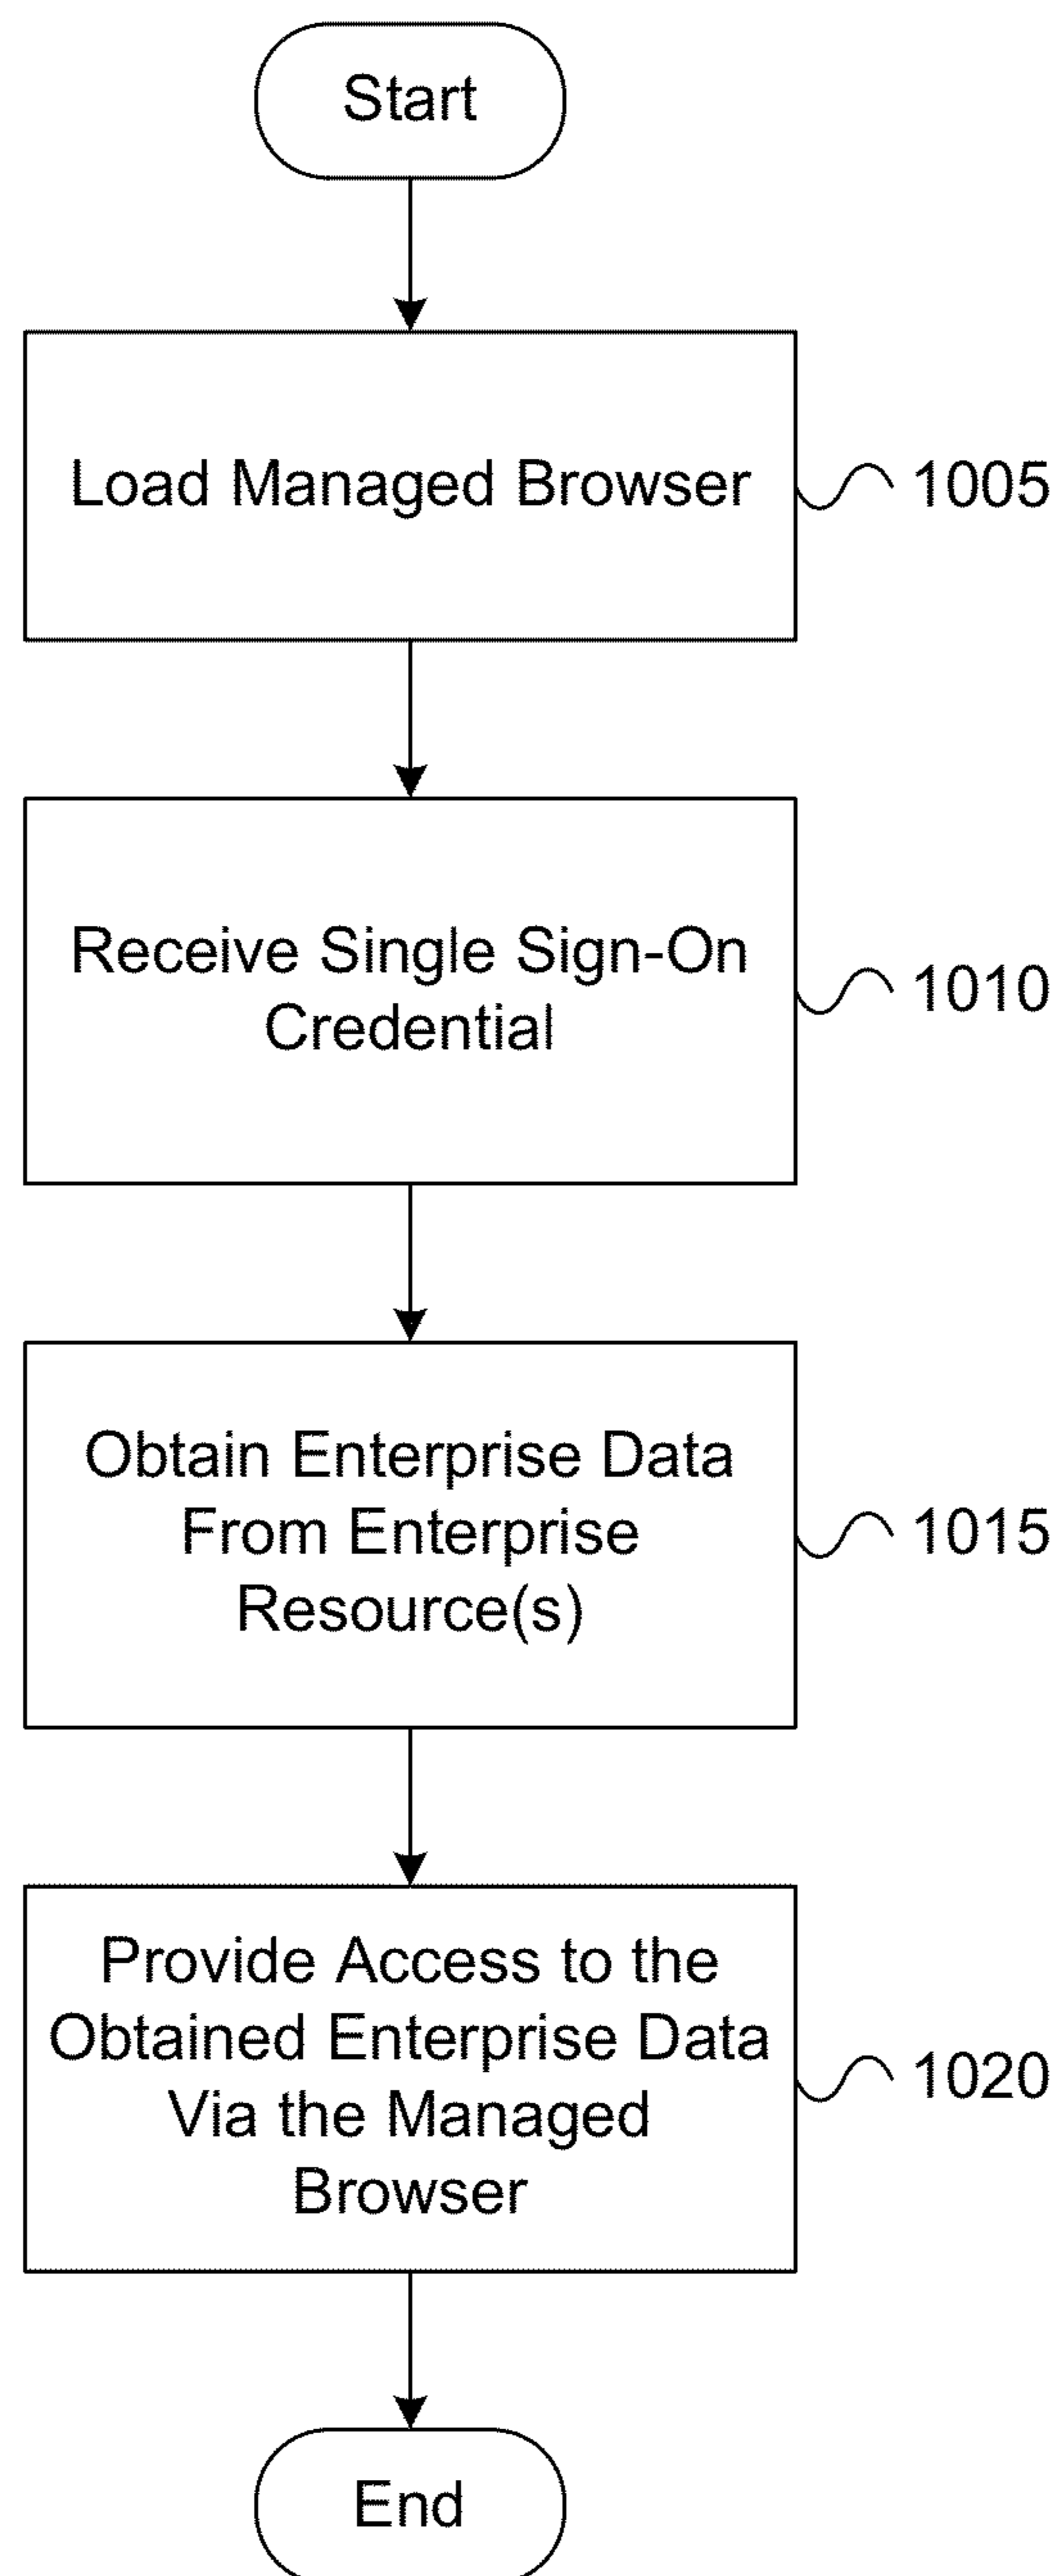 Start
Load Managed Browser
1005
Receive Single Sign-On
Credential
1010
Obtain Enterprise Data
From Enterprise
Resource(s)
1015
Provide Access to the
Obtained Enterprise Data
Via the Managed
Browser
1020
End